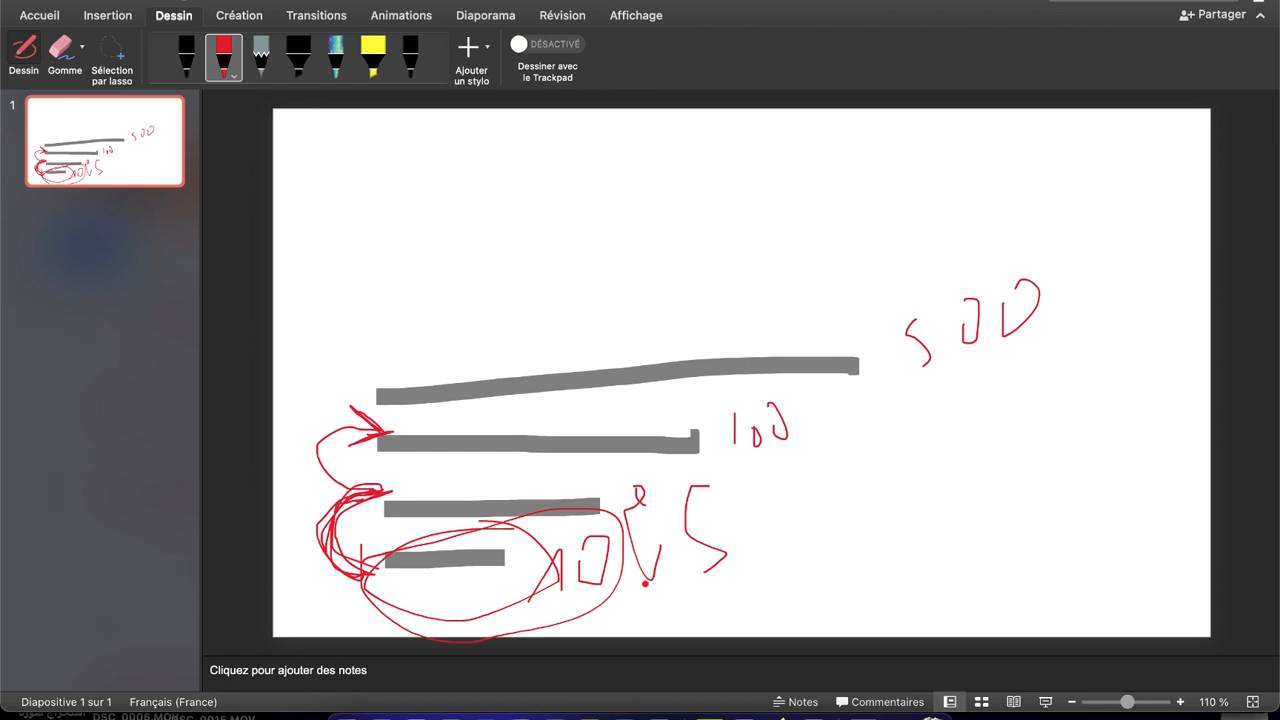 Accueil Insertion Dessin Création Transitions Animations Diaporama Révision Affichage Partager
Dessin Gomme Sélection par lasso Ajouter un stylo DÉSACTIVÉ Dessiner avec le Trackpad
1
500
100
10
5
Cliquez pour ajouter des notes
Diapositive 1 sur 1 Français (France) Notes Commentaires 110 %